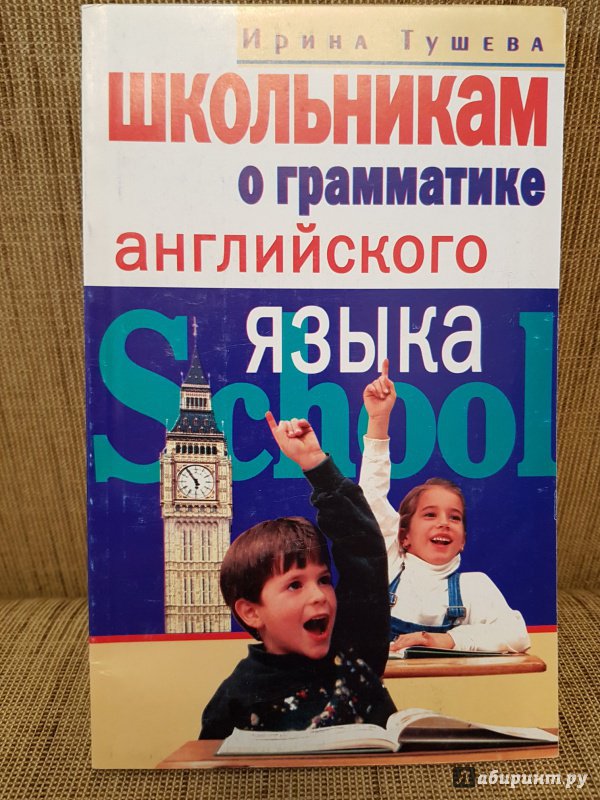 Ирина Тушева
ШКОЛЬНИКАМ
о грамматике
английского
языка
School
абиринт.ру